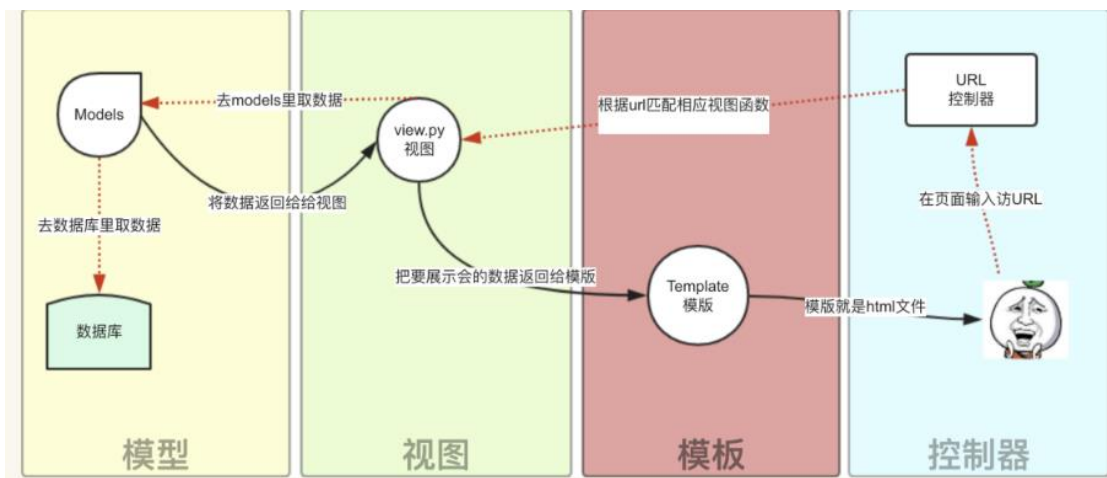 Models
去models里取数据
view.py
视图
根据url匹配相应视图函数
URL
控制器
将数据返回给给视图
去数据库里取数据
在页面输入访URL
把要展示会的数据返回给模版
Template
模版
模版就是html文件
数据库
模型
视图
模板
控制器